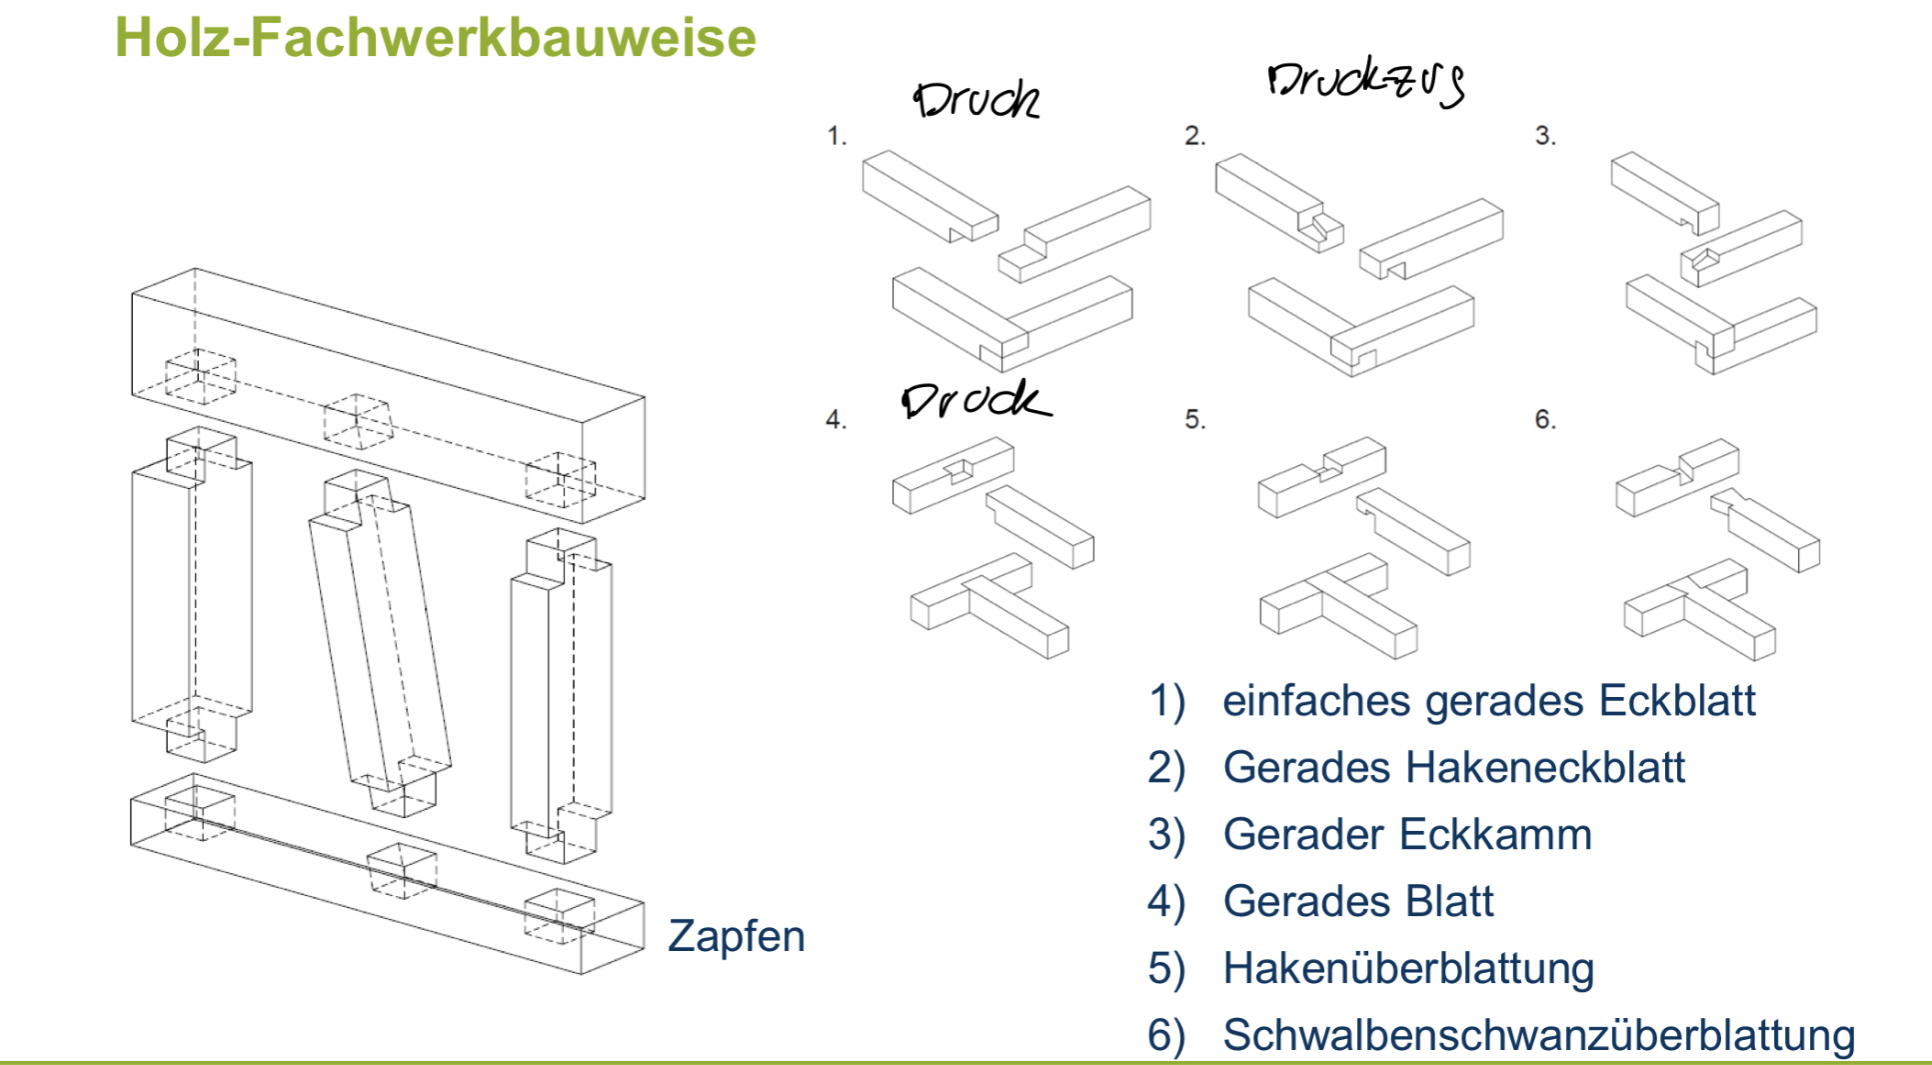 Holz-Fachwerkbauweise
Druck
Druckzug
1.
2.
3.
Druck
4.
5.
6.
1) einfaches gerades Eckblatt
2) Gerades Hakeneckblatt
3) Gerader Eckkamm
4) Gerades Blatt
5) Hakenüberblattung
6) Schwalbenschwanzüberblattung
Zapfen